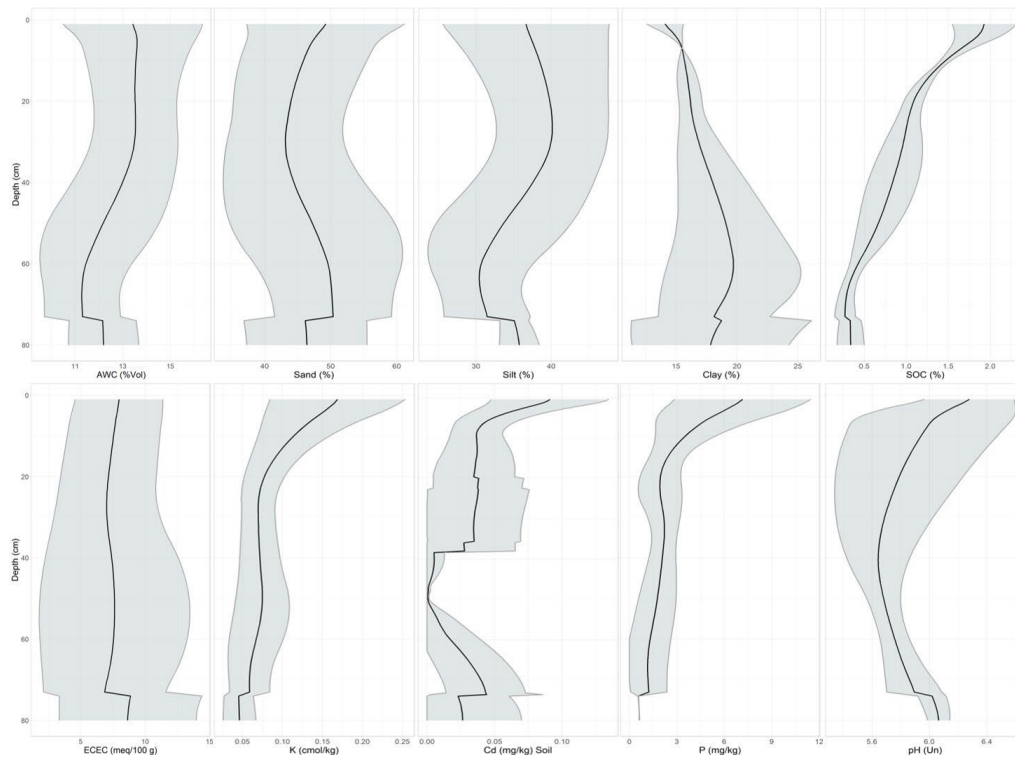 0
20
40
60
80
Depth (cm)
11 13 15
AWC (%Vol)
40 50 60
Sand (%)
30 40
Silt (%)
15 20 25
Clay (%)
0.5 1.0 1.5 2.0
SOC (%)
0
20
40
60
80
Depth (cm)
5 10 15
ECEC (meq/100 g)
0.05 0.10 0.15 0.20 0.25
K (cmol/kg)
0.00 0.05 0.10
Cd (mg/kg) Soil
0 3 6 9 12
P (mg/kg)
5.6 6.0 6.4
pH (Un)